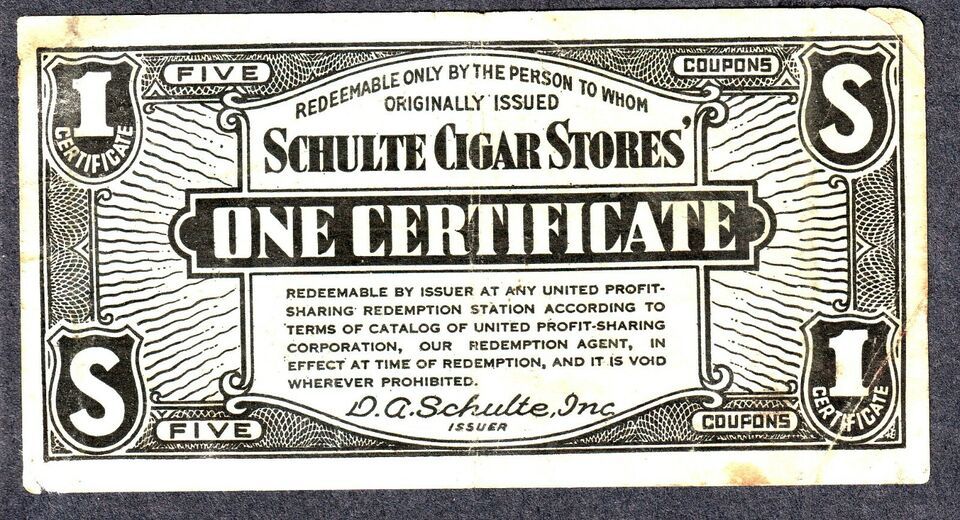 1 CERTIFICATE
FIVE
COUPONS
S
REDEEMABLE ONLY BY THE PERSON TO WHOM
ORIGINALLY ISSUED
SCHULTE CIGAR STORES'
ONE CERTIFICATE
REDEEMABLE BY ISSUER AT ANY UNITED PROFIT-
SHARING REDEMPTION STATION ACCORDING TO
TERMS OF CATALOG OF UNITED PROFIT-SHARING
CORPORATION, OUR REDEMPTION AGENT, IN
EFFECT AT TIME OF REDEMPTION, AND IT IS VOID
WHEREVER PROHIBITED.
D.A. Schulte, Inc
ISSUER
S
FIVE
COUPONS
1 CERTIFICATE